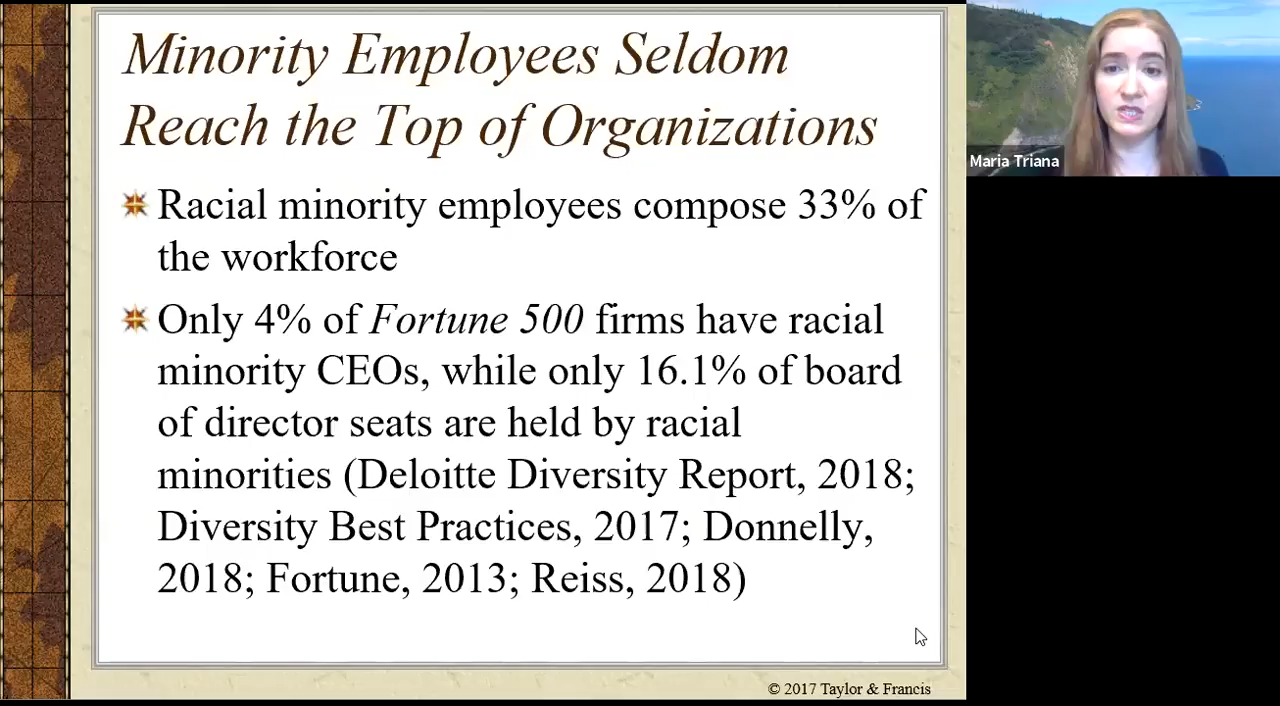 Minority Employees Seldom
Reach the Top of Organizations
Racial minority employees compose 33% of
the workforce
Only 4% of Fortune 500 firms have racial
minority CEOs, while only 16.1% of board
of director seats are held by racial
minorities (Deloitte Diversity Report, 2018;
Diversity Best Practices, 2017; Donnelly,
2018; Fortune, 2013; Reiss, 2018)
© 2017 Taylor & Francis
Maria Triana